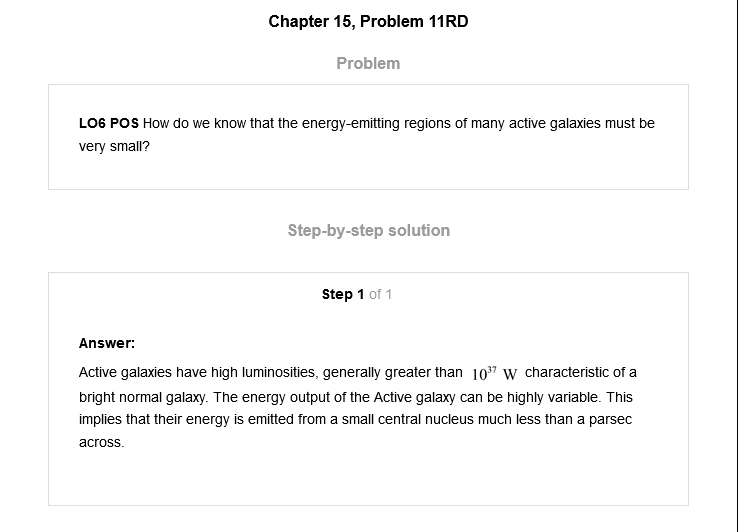 Chapter 15, Problem 11RD
Problem
LO6 POS How do we know that the energy-emitting regions of many active galaxies must be
very small?
Step-by-step solution
Step 1 of 1
Answer:
Active galaxies have high luminosities, generally greater than 10³⁷ W characteristic of a
bright normal galaxy. The energy output of the Active galaxy can be highly variable. This
implies that their energy is emitted from a small central nucleus much less than a parsec
across.